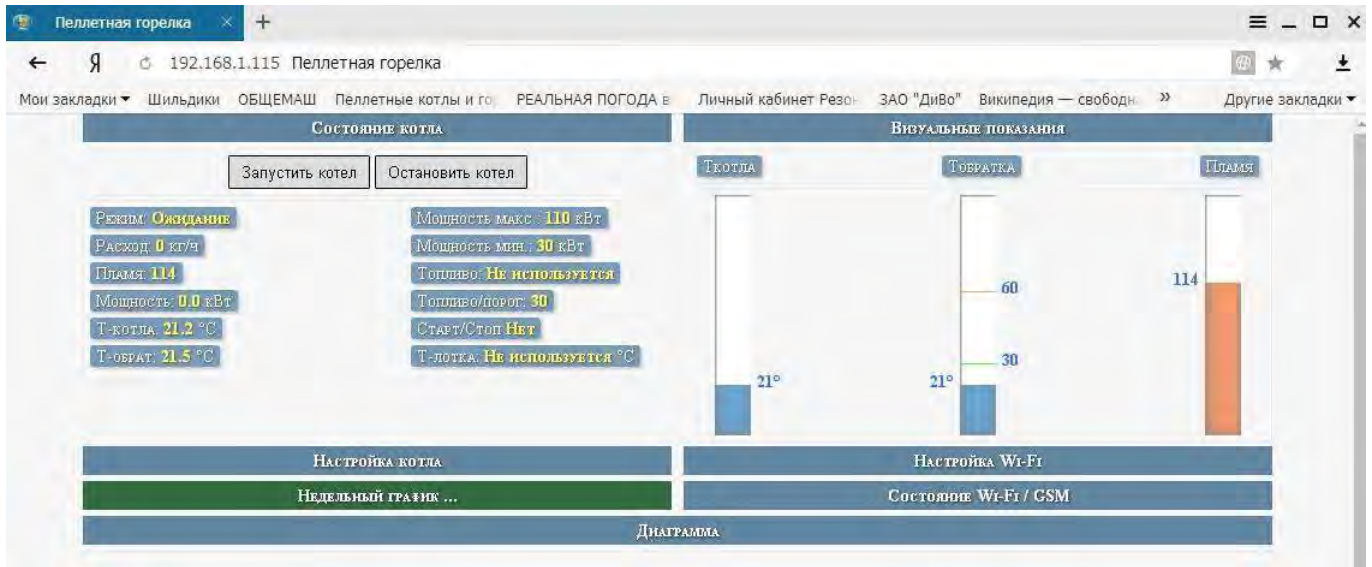 Пеллетная горелка
192.168.1.115 Пеллетная горелка
Мои закладки Шильдики ОБЩЕМАШ Пеллетные котлы и го РЕАЛЬНАЯ ПОГОДА в Личный кабинет Резо ЗАО "ДиВо" Википедия — свободн » Другие закладки
Состояние котла
Запустить котел Остановить котел
Режим: Ожидание
Расход: 0 кг/ч
Пламя: 114
Мощность: 0.0 кВт
Т-котла: 21.2 °C
Т-обрат: 21.5 °C
Мощность макс.: 110 кВт
Мощность мин.: 30 кВт
Топливо: Не используется
Топливо/порог: 30
Старт/Стоп Нет
Т-лотка: Не используется °C
Визуальные показания
Ткотла Тобратка Пламя
60
114
30
21° 21°
Настройка котла Настройка Wi-Fi
Недельный график ... Состояние Wi-Fi / GSM
Диаграмма